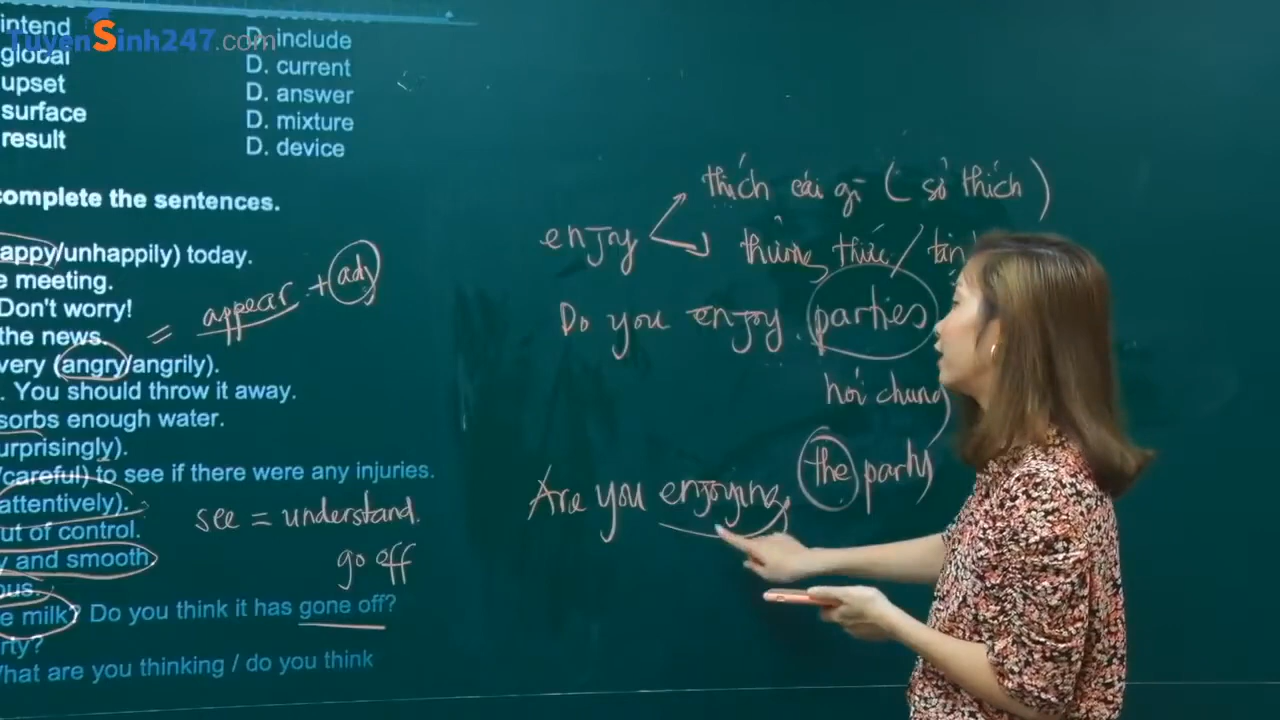 intend D. include
TuyenSinh247.com
global D. current
upset D. answer
surface D. mixture
result D. device
complete the sentences.
appy/unhappily) today.
e meeting.
Don't worry!
the news.
= appear + adj
very (angry/angrily).
. You should throw it away.
sorbs enough water.
urprisingly).
/careful) to see if there were any injuries.
attentively).
ut of control.
y and smooth.
ous.
e milk? Do you think it has gone off?
rty?
What are you thinking / do you think
see = understand.
go off
thích cái gì ( sở thích )
enjoy
thưởng thức /
Do you enjoy parties
hỏi chung
Are you enjoying the party